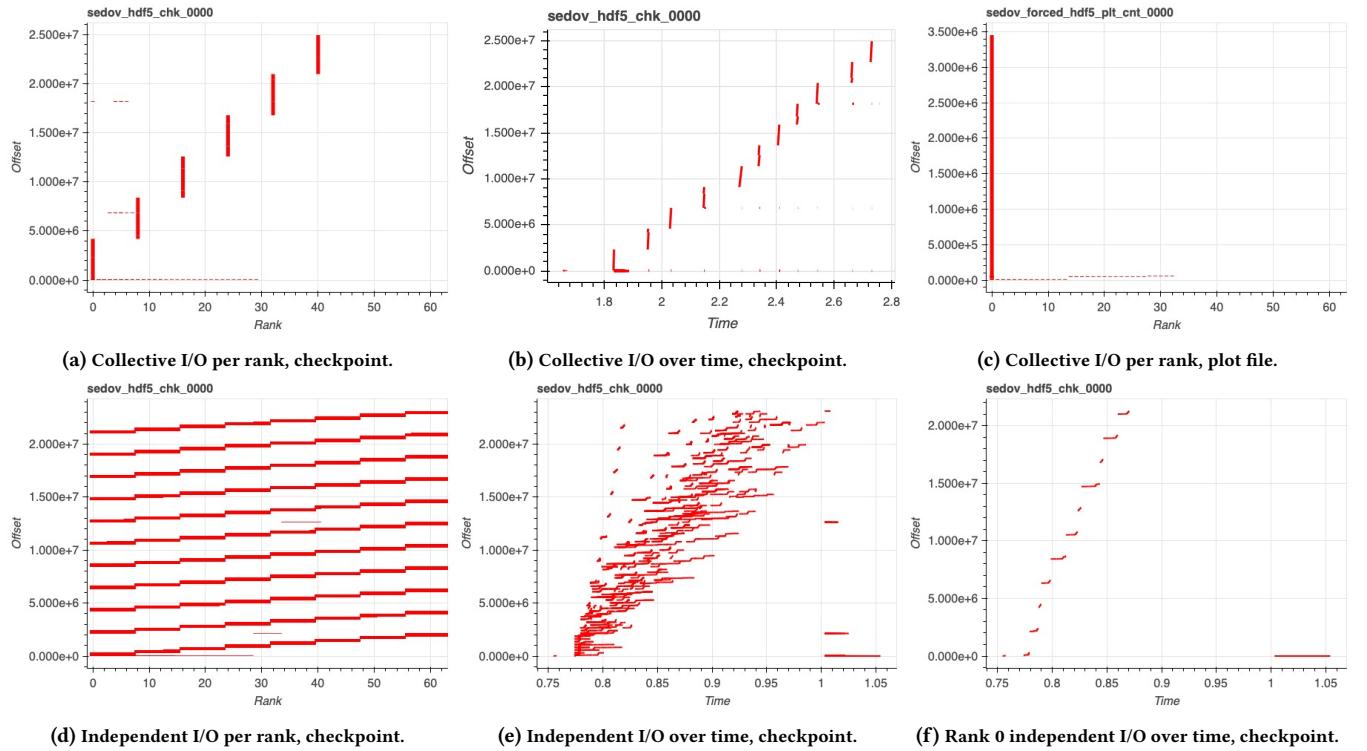 sedov_hdf5_chk_0000
2.500e+7
2.000e+7
1.500e+7
1.000e+7
5.000e+6
0.000e+0
Offset
0
10
20
30
40
50
60
Rank
(a) Collective I/O per rank, checkpoint.
sedov_hdf5_chk_0000
2.500e+7
2.000e+7
1.500e+7
1.000e+7
5.000e+6
0.000e+0
Offset
1.8
2
2.2
2.4
2.6
2.8
Time
(b) Collective I/O over time, checkpoint.
sedov_forced_hdf5_plt_cnt_0000
3.500e+6
3.000e+6
2.500e+6
2.000e+6
1.500e+6
1.000e+6
5.000e+5
0.000e+0
Offset
0
10
20
30
40
50
60
Rank
(c) Collective I/O per rank, plot file.
sedov_hdf5_chk_0000
2.000e+7
1.500e+7
1.000e+7
5.000e+6
0.000e+0
Offset
0
10
20
30
40
50
60
Rank
(d) Independent I/O per rank, checkpoint.
sedov_hdf5_chk_0000
2.000e+7
1.500e+7
1.000e+7
5.000e+6
0.000e+0
Offset
0.75
0.8
0.85
0.9
0.95
1
1.05
Time
(e) Independent I/O over time, checkpoint.
sedov_hdf5_chk_0000
2.000e+7
1.500e+7
1.000e+7
5.000e+6
0.000e+0
Offset
0.75
0.8
0.85
0.9
0.95
1
1.05
Time
(f) Rank 0 independent I/O over time, checkpoint.